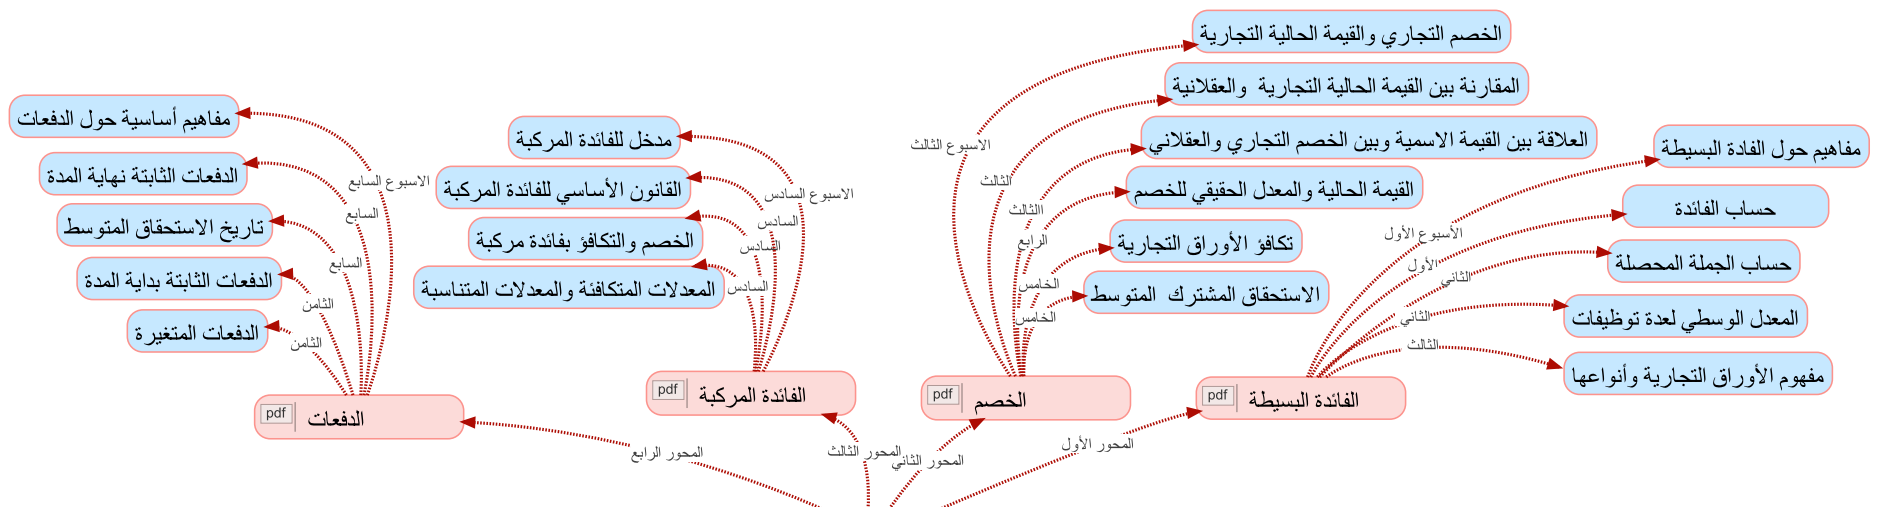 الخصم التجاري والقيمة الحالية التجارية
المقارنة بين القيمة الحالية التجارية والعقلانية
العلاقة بين القيمة الاسمية وبين الخصم التجاري والعقلاني
القيمة الحالية والمعدل الحقيقي للخصم
تكافؤ الأوراق التجارية
الاستحقاق المشترك المتوسط
الاسبوع الثالث
الثالث
االثالث
الرابع
الخامس
الخامس
الخصم
pdf
مفاهيم حول الفادة البسيطة
حساب الفائدة
حساب الجملة المحصلة
المعدل الوسطي لعدة توظيفات
مفهوم الأوراق التجارية وأنواعها
الأسبوع الأول
الأول
الثاني
الثاني
الثالث
الفائدة البسيطة
pdf
مدخل للفائدة المركبة
القانون الأساسي للفائدة المركبة
الخصم والتكافؤ بفائدة مركبة
المعدلات المتكافئة والمعدلات المتناسبة
الاسبوع السادس
السادس
السادس
السادس
الفائدة المركبة
pdf
مفاهيم أساسية حول الدفعات
الدفعات الثابتة نهاية المدة
تاريخ الاستحقاق المتوسط
الدفعات الثابتة بداية المدة
الدفعات المتغيرة
الاسبوع السابع
السابع
السابع
الثامن
الثامن
الدفعات
pdf
المحور الأول
المحور الثاني
المحور الثالث
المحور الرابع